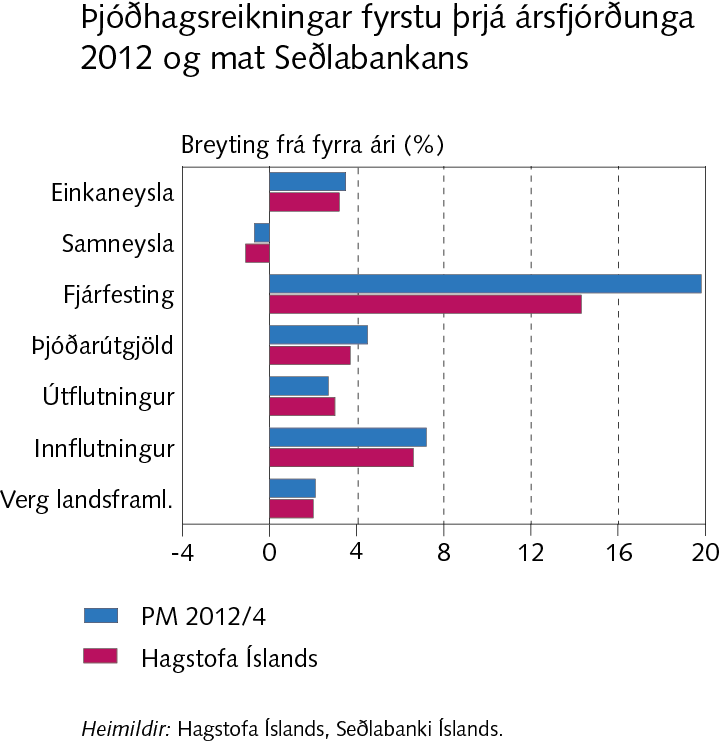 Þjóðhagsreikningar fyrstu þrjá ársfjórðunga
2012 og mat Seðlabankans
Breyting frá fyrra ári (%)
Einkaneysla
Samneysla
Fjárfesting
Þjóðarútgjöld
Útflutningur
Innflutningur
Verg landsframl.
-4 0 4 8 12 16 20
PM 2012/4
Hagstofa Íslands
Heimildir: Hagstofa Íslands, Seðlabanki Íslands.